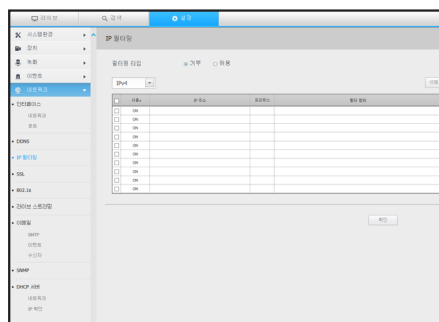 라이브
검색
설정
시스템환경
장치
녹화
이벤트
네트워크
인터페이스
네트워크
포트
DDNS
IP 필터링
SSL
802.1x
라이브 스트리밍
이메일
SMTP
이벤트
수신자
SNMP
DHCP 서버
네트워크
IP 확인
IP 필터링
필터링 타입
거부
허용
IPv4
삭제
사용
IP 주소
프리픽스
필터 범위
ON
ON
ON
ON
ON
ON
ON
ON
ON
ON
확인